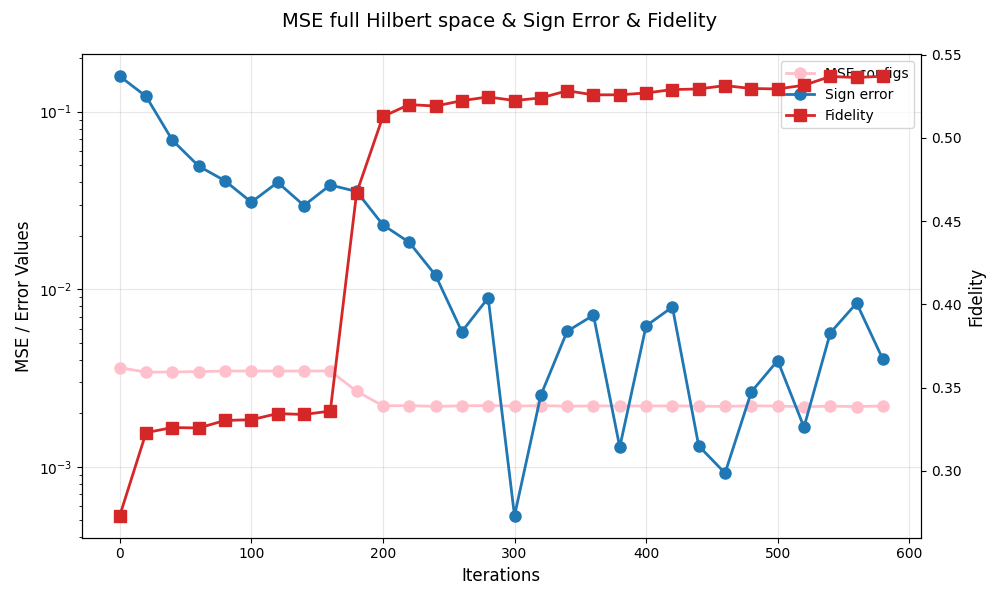 MSE full Hilbert space & Sign Error & Fidelity
MSE configs
Sign error
Fidelity
MSE / Error Values
10⁻¹
10⁻²
10⁻³
0.55
0.50
0.45
0.40
0.35
0.30
Fidelity
0 100 200 300 400 500 600
Iterations